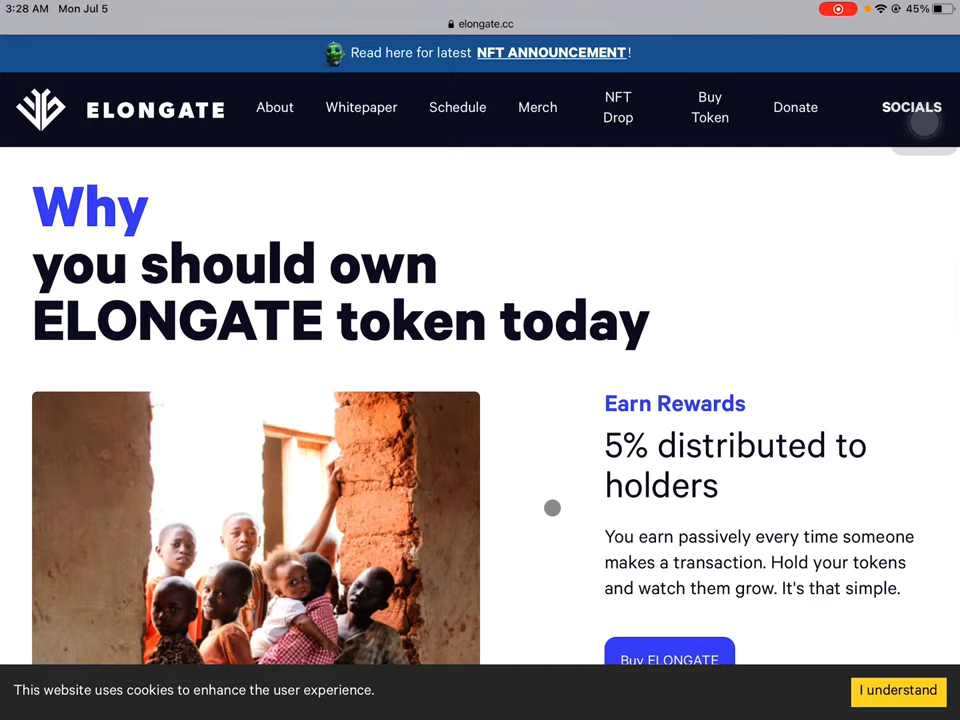 3:28 AM Mon Jul 5
45%
elongate.cc
Read here for latest NFT ANNOUNCEMENT!
ELONGATE
About
Whitepaper
Schedule
Merch
NFT
Drop
Buy
Token
Donate
SOCIALS
Why
you should own
ELONGATE token today
Earn Rewards
5% distributed to
holders
You earn passively every time someone
makes a transaction. Hold your tokens
and watch them grow. It's that simple.
Buy ELONGATE
This website uses cookies to enhance the user experience.
I understand